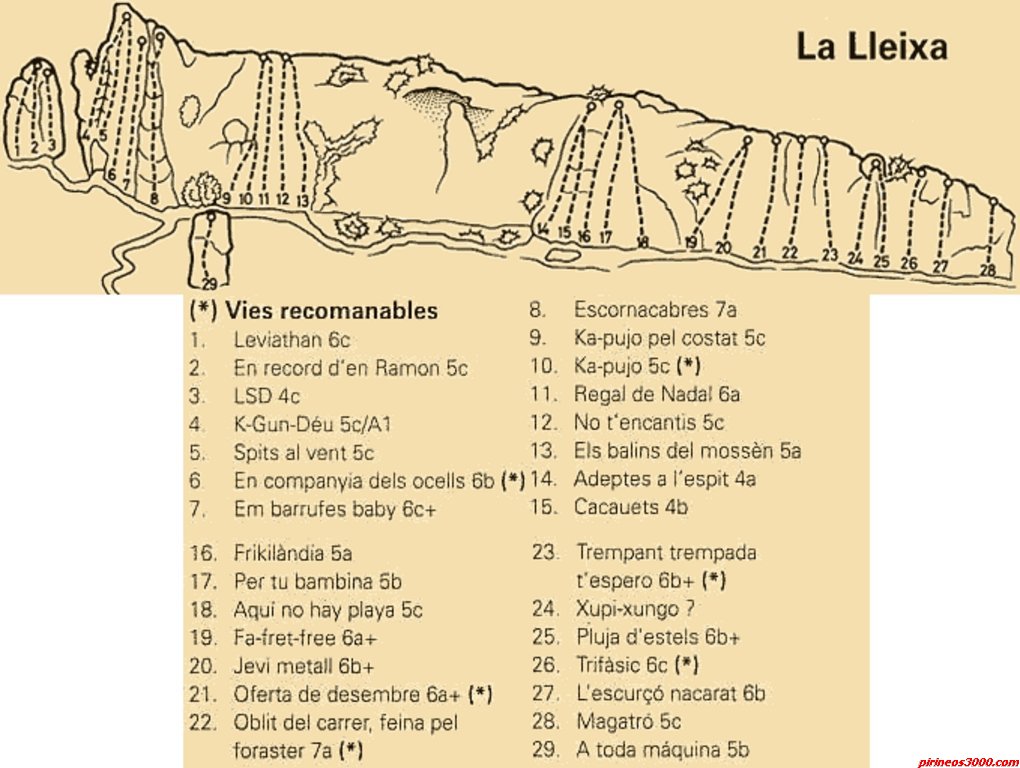 La Lleixa
1 2 3 4 5 6 7 8 9 10 11 12 13 14 15 16 17 18 19 20 21 22 23 24 25 26 27 28
29
(*) Vies recomanables
1. Leviathan 6c
2. En record d'en Ramon 5c
3. LSD 4c
4. K-Gun-Déu 5c/A1
5. Spits al vent 5c
6. En companyia dels ocells 6b (*)
7. Em barrufes baby 6c+
8. Escornacabres 7a
9. Ka-pujo pel costat 5c
10. Ka-pujo 5c (*)
11. Regal de Nadal 6a
12. No t'encantis 5c
13. Els balins del mossèn 5a
14. Adeptes a l'espit 4a
15. Cacauets 4b
16. Frikilàndia 5a
17. Per tu bambina 5b
18. Aquí no hay playa 5c
19. Fa-fret-free 6a+
20. Jevi metall 6b+
21. Oferta de desembre 6a+ (*)
22. Oblit del carrer, feina pel
foraster 7a (*)
23. Trempant trempada
t'espero 6b+ (*)
24. Xupi-xungo ?
25. Pluja d'estels 6b+
26. Trifàsic 6c (*)
27. L'escurçó nacarat 6b
28. Magatró 5c
29. A toda máquina 5b
pirineos3000.com